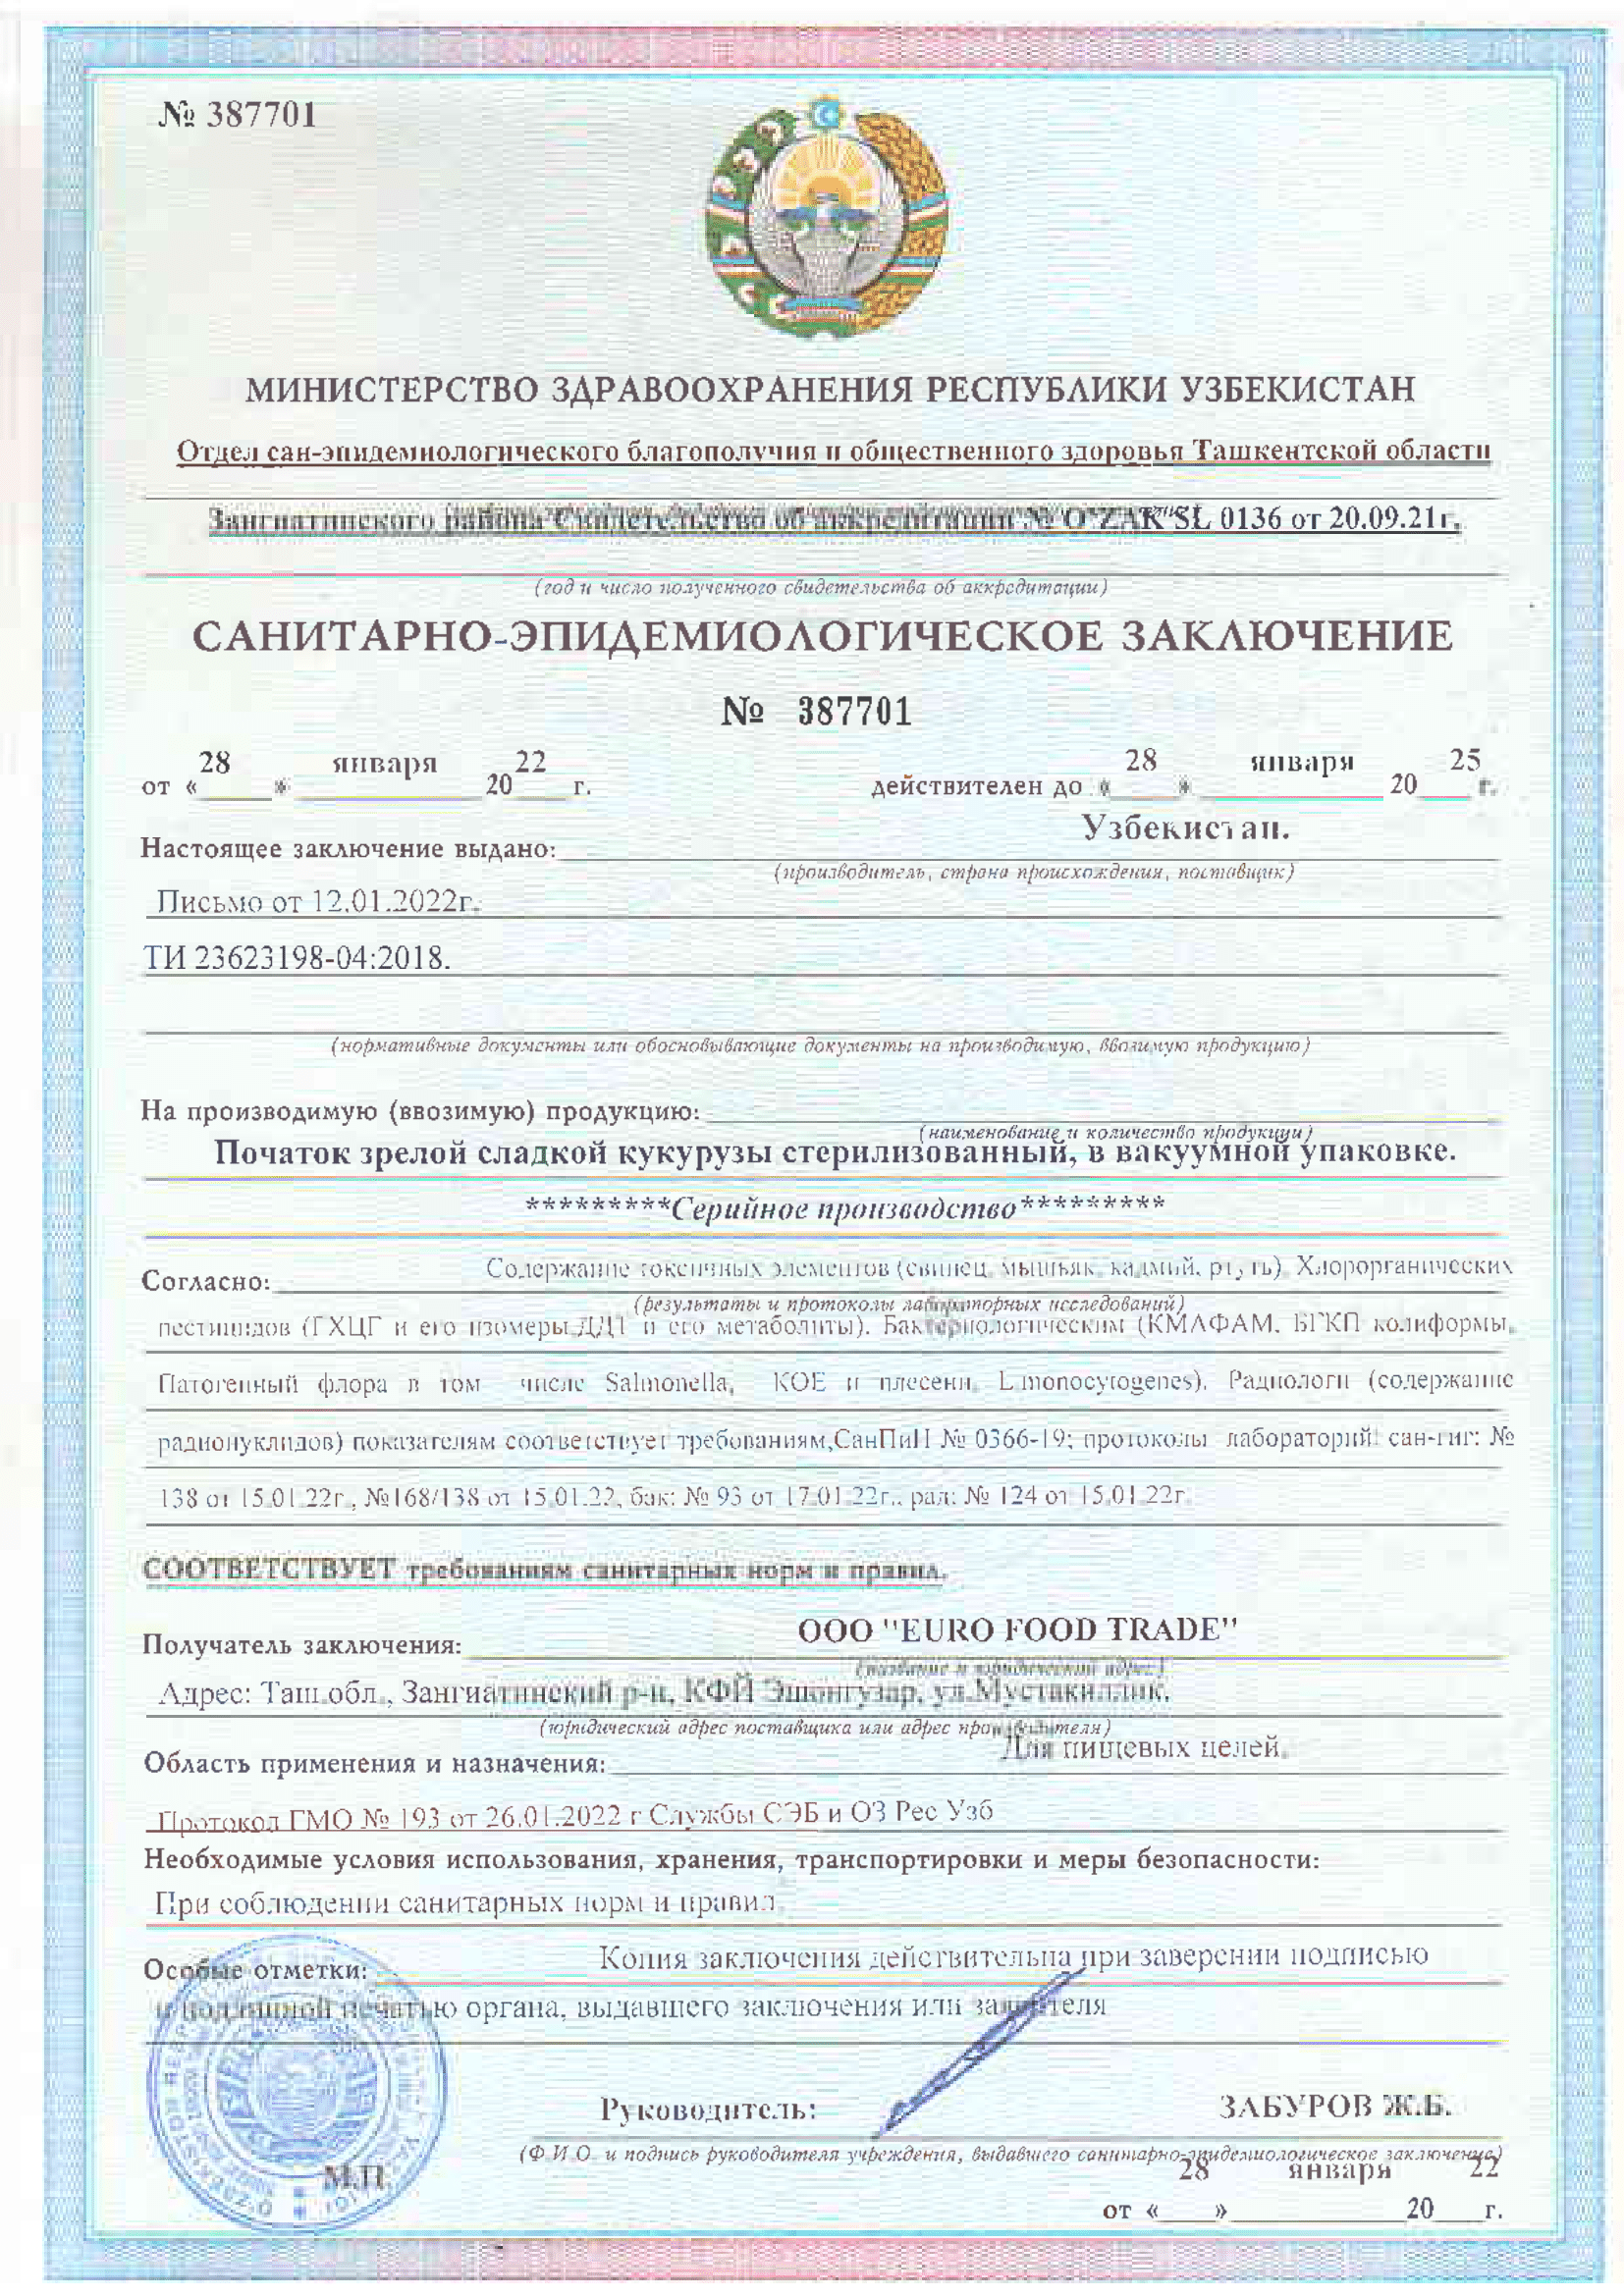 № 387701
МИНИСТЕРСТВО ЗДРАВООХРАНЕНИЯ РЕСПУБЛИКИ УЗБЕКИСТАН
Отдел сан-эпидемиологического благополучия и общественного здоровья Ташкентской области
Зангиатинского района Свидетельство об аккредитации № O'ZAK SL 0136 от 20.09.21г.
(год и число полученного свидетельства об аккредитации)
САНИТАРНО-ЭПИДЕМИОЛОГИЧЕСКОЕ ЗАКЛЮЧЕНИЕ
№ 387701
от «28» января 2022 г. действителен до «28» января 2025 г.
Настоящее заключение выдано: Узбекистан.
(производитель, страна происхождения, поставщик)
Письмо от 12.01.2022г.
ТИ 23623198-04:2018.
(нормативные документы или обосновывающие документы на производимую, ввозимую продукцию)
На производимую (ввозимую) продукцию:
(наименование и количество продукции)
Початок зрелой сладкой кукурузы стерилизованный, в вакуумной упаковке.
*********Серийное производство*********
Согласно: Содержание токсичных элементов (свинец, мышьяк, кадмий, ртуть). Хлорорганических
(результаты и протоколы лабораторных исследований)
пестицидов (ГХЦГ и его изомеры,ДДТ и его метаболиты). Бактериологическим (КМАФАМ, БГКП колиформы,
Патогенный флора в том числе Salmonella, КОЕ и плесени, L.monocytogenes). Радиологи (содержание
радионуклидов) показателям соответствует требованиям,СанПиН № 0366-19; протоколы лабораторий: сан-гиг: №
138 от 15.01.22г., №168/138 от 15.01.22, бак: № 93 от 17.01.22г., рад: № 124 от 15.01.22г.
СООТВЕТСТВУЕТ требованиям санитарных норм и правил.
Получатель заключения: ООО "EURO FOOD TRADE"
(название и юридический адрес)
Адрес: Таш.обл., Зангиатинский р-н, КФЙ Эшонгузар, ул.Мустакиллик.
(юридический адрес поставщика или адрес производителя)
Область применения и назначения: Для пищевых целей.
Протокол ГМО № 193 от 26.01.2022 г Службы СЭБ и ОЗ Рес Узб
Необходимые условия использования, хранения, транспортировки и меры безопасности:
При соблюдении санитарных норм и правил.
Особые отметки: Копия заключения действительна при заверении подписью
и подлинной печатью органа, выдавшего заключения или заявителя
Руководитель: ЗАБУРОВ Ж.Б.
(Ф.И.О. и подпись руководителя учреждения, выдавшего санитарно-эпидемиологическое заключение)
М.П.
от «28» января 2022 г.